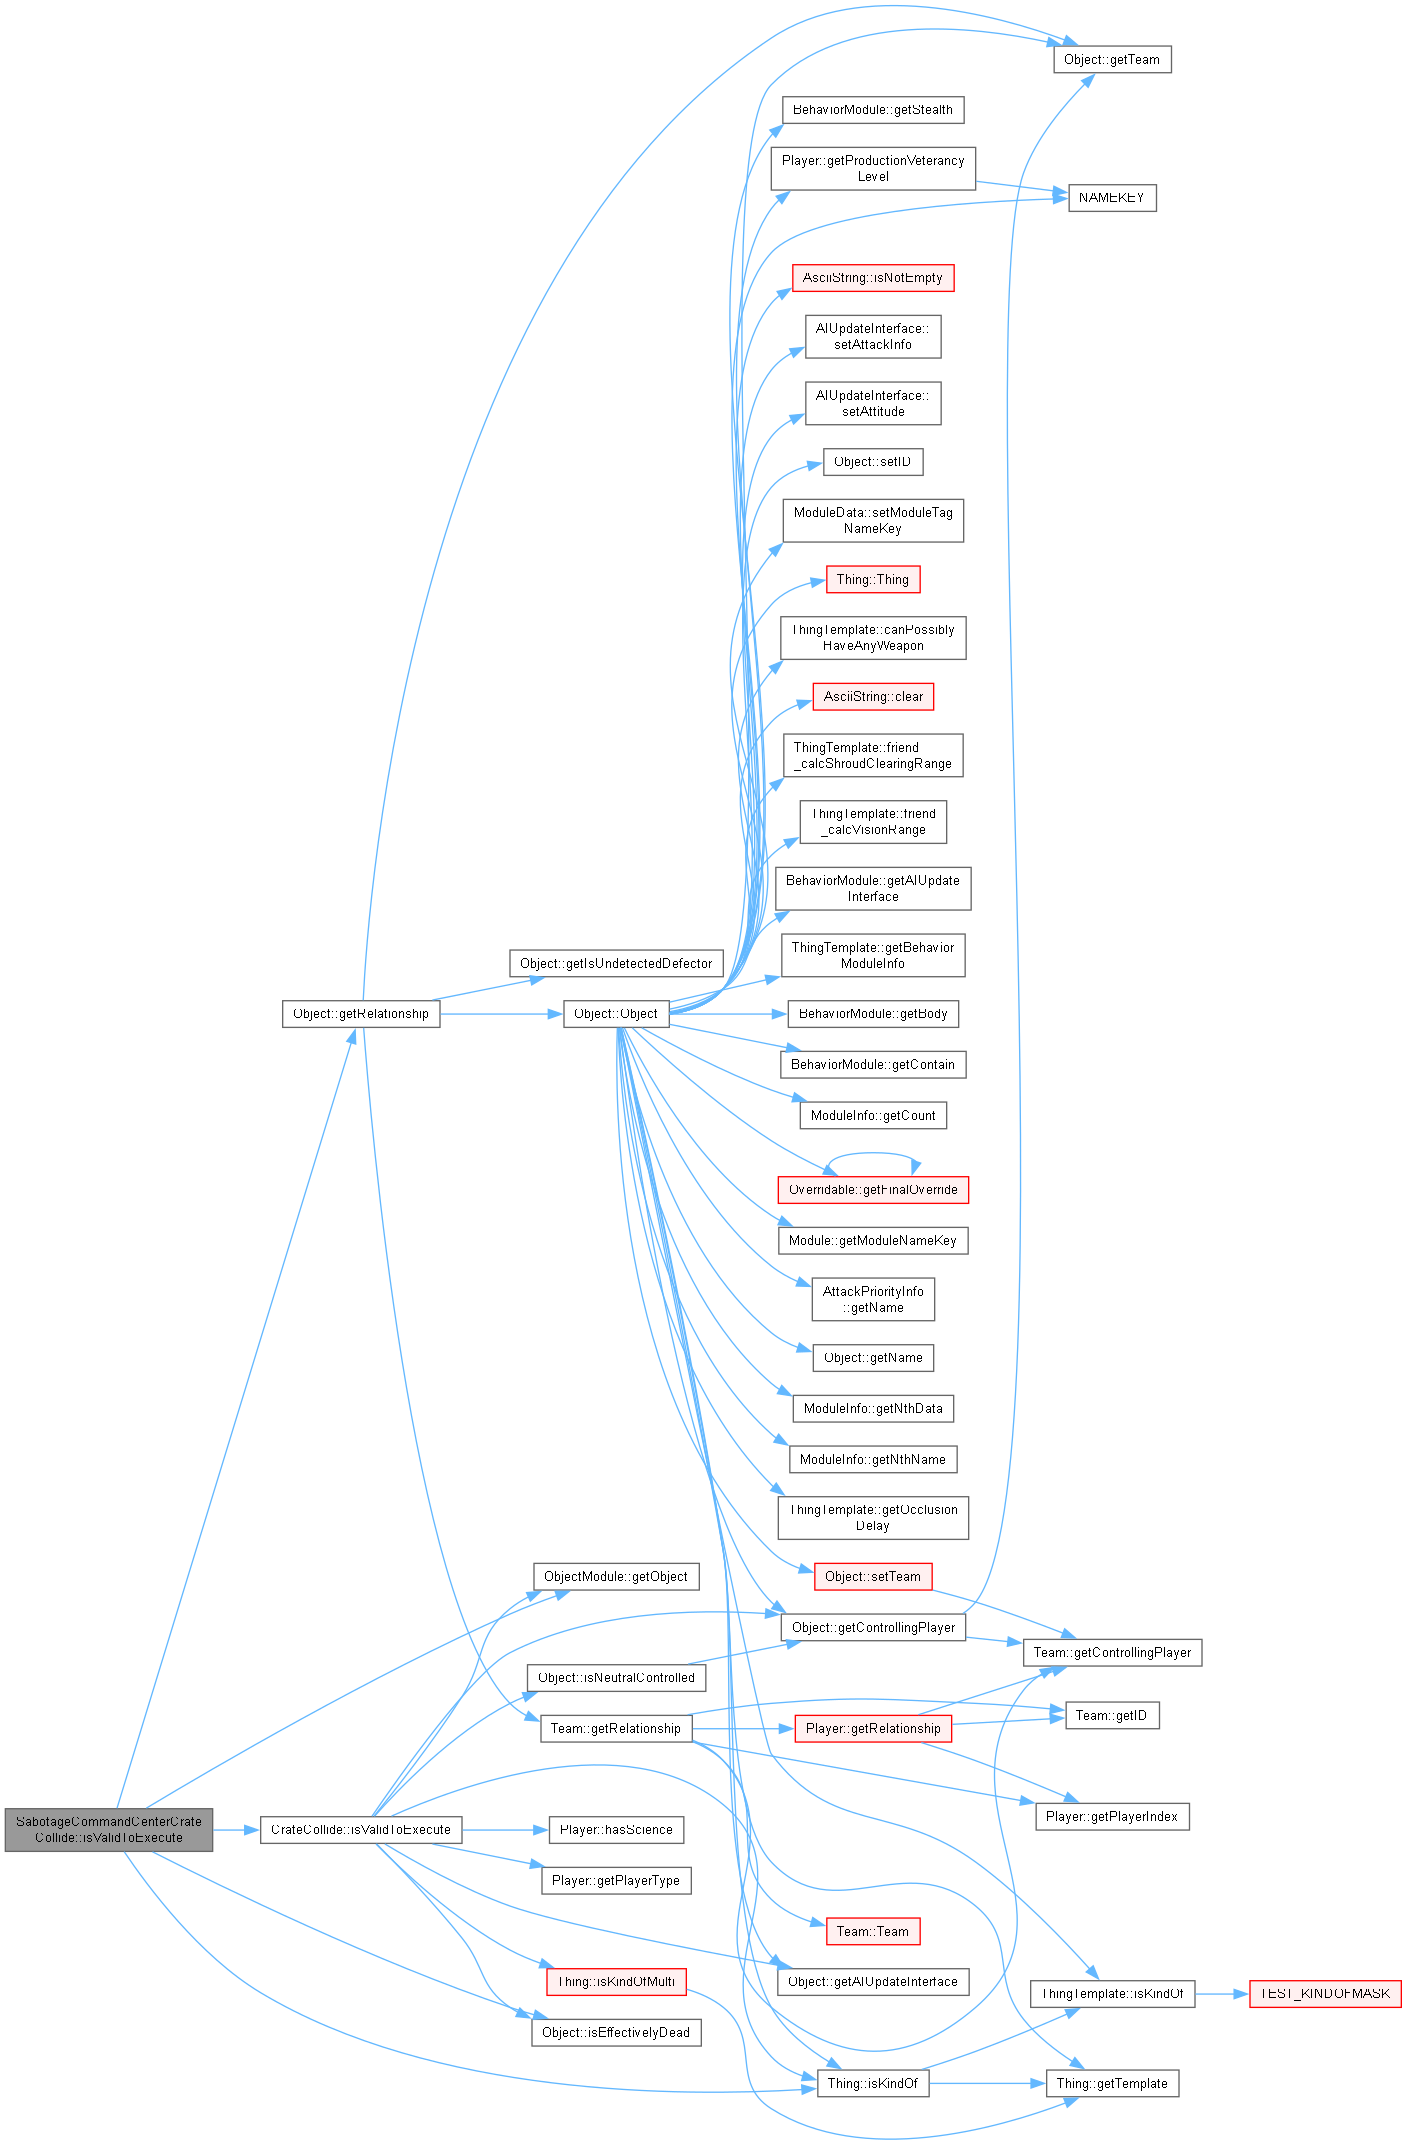 Object::getTeam
BehaviorModule::getStealth
Player::getProductionVeterancy
Level
NAMEKEY
AsciiString::isNotEmpty
AIUpdateInterface::
setAttackInfo
AIUpdateInterface::
setAttitude
Object::setID
ModuleData::setModuleTag
NameKey
Thing::Thing
ThingTemplate::canPossibly
HaveAnyWeapon
AsciiString::clear
ThingTemplate::friend
_calcShroudClearingRange
ThingTemplate::friend
_calcVisionRange
BehaviorModule::getAIUpdate
Interface
ThingTemplate::getBehavior
ModuleInfo
Object::getIsUndetectedDefector
Object::getRelationship
Object::Object
BehaviorModule::getBody
BehaviorModule::getContain
ModuleInfo::getCount
Overridable::getFinalOverride
Module::getModuleNameKey
AttackPriorityInfo
::getName
Object::getName
ModuleInfo::getNthData
ModuleInfo::getNthName
ThingTemplate::getOcclusion
Delay
ObjectModule::getObject
Object::setTeam
Object::getControllingPlayer
Team::getControllingPlayer
Object::isNeutralControlled
Team::getID
Team::getRelationship
Player::getRelationship
Player::getPlayerIndex
SabotageCommandCenterCrate
Collide::isValidToExecute
CrateCollide::isValidToExecute
Player::hasScience
Player::getPlayerType
Team::Team
Thing::isKindOfMulti
Object::getAIUpdateInterface
ThingTemplate::isKindOf
TEST_KINDOFMASK
Object::isEffectivelyDead
Thing::isKindOf
Thing::getTemplate